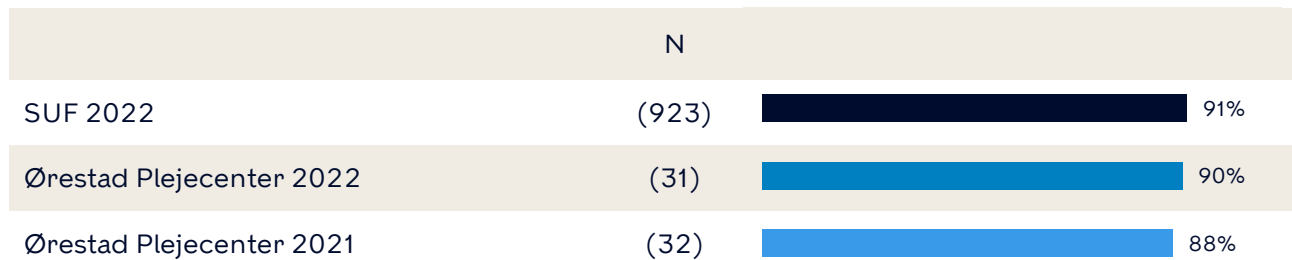 N
SUF 2022 (923) 91%
Ørestad Plejecenter 2022 (31) 90%
Ørestad Plejecenter 2021 (32) 88%